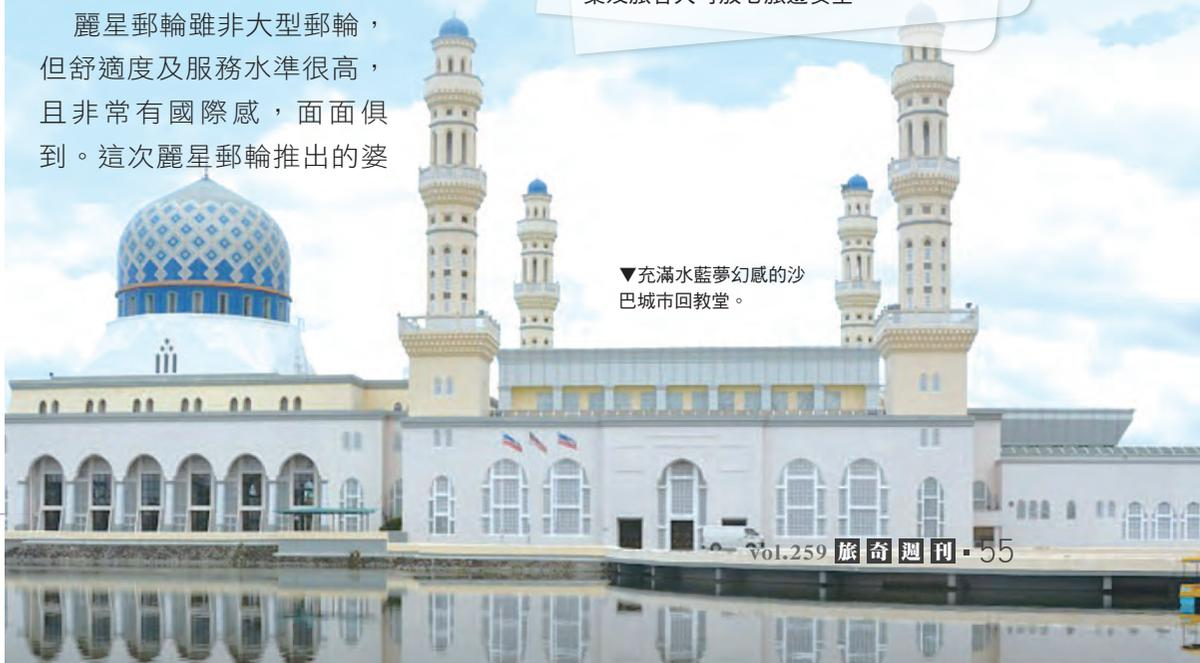 麗星郵輪雖非大型郵輪，
但舒適度及服務水準很高，
且非常有國際感，面面俱
到。這次麗星郵輪推出的婆
▼充滿水藍夢幻感的沙
巴城市回教堂。
vol.259 旅奇週刊▪55